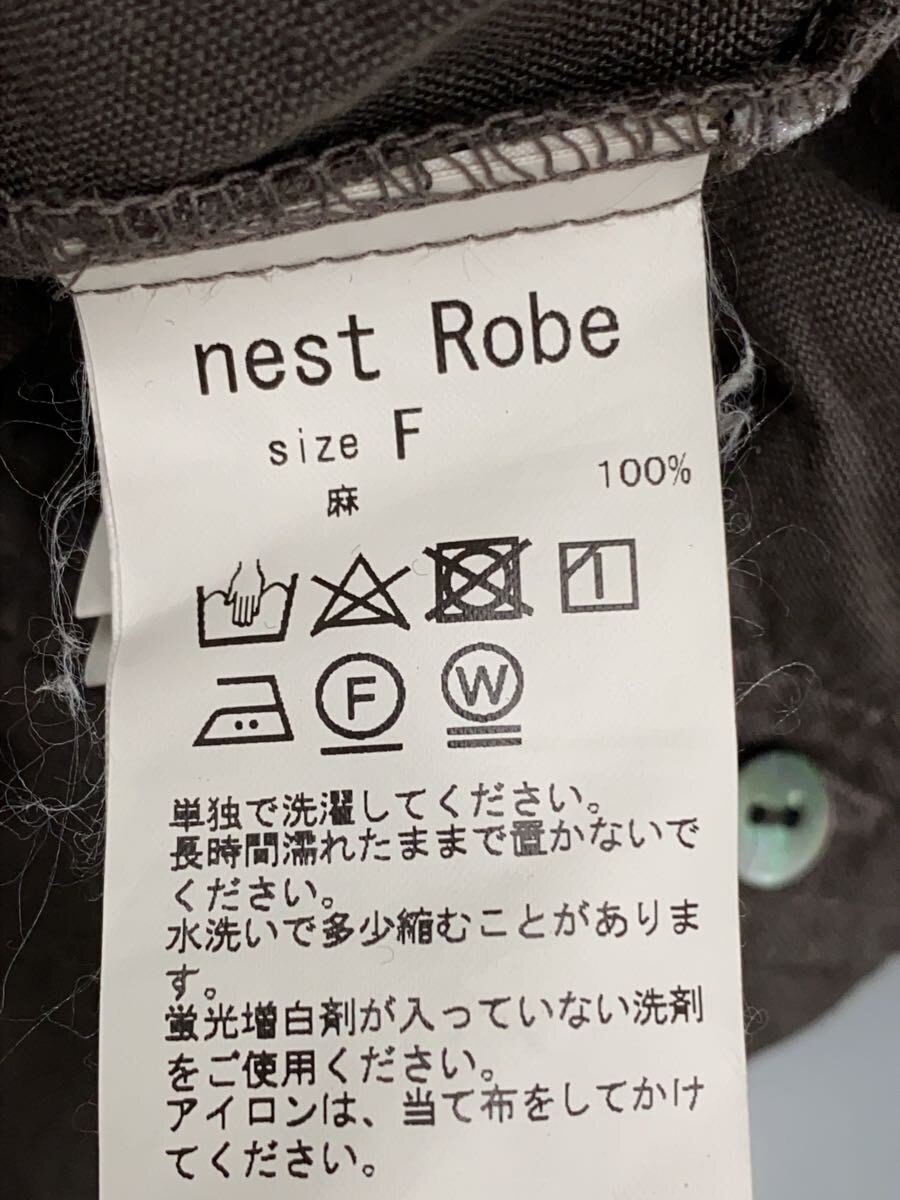 nest Robe
size F
麻 100%
F W
単独で洗濯してください。
長時間濡れたままで置かないで
ください。
水洗いで多少縮むことがありま
す。
蛍光増白剤が入っていない洗剤
をご使用ください。
アイロンは、当て布をしてかけ
てください。